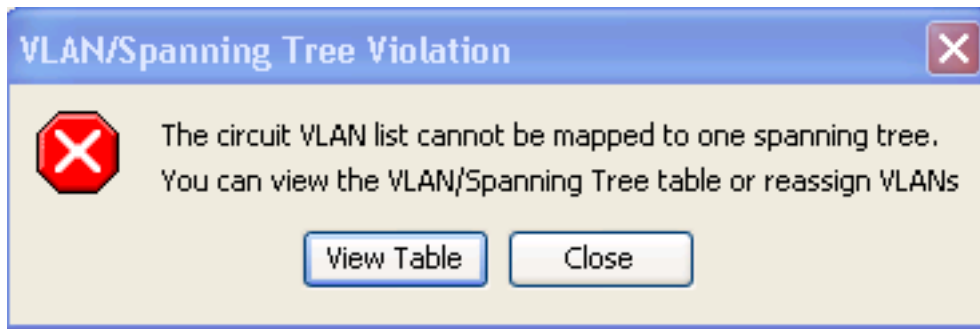 VLAN/Spanning Tree Violation
The circuit VLAN list cannot be mapped to one spanning tree.
You can view the VLAN/Spanning Tree table or reassign VLANs
View Table
Close